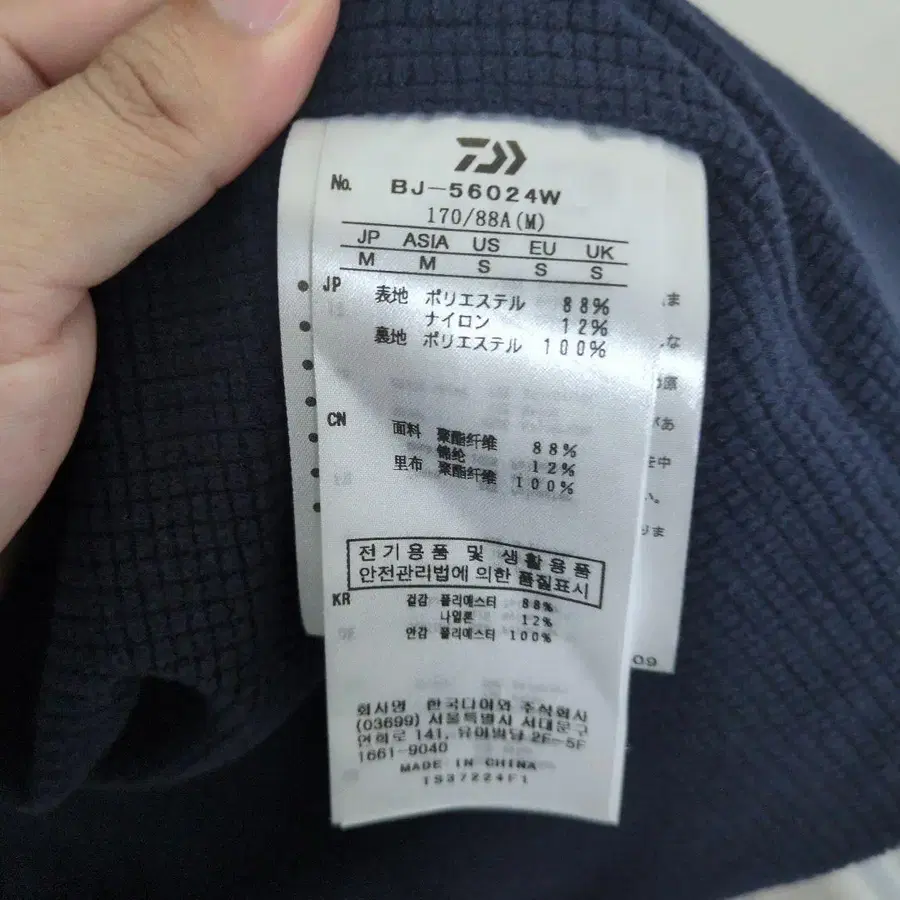 No. BJ-56024W
170/88A(M)
JP ASIA US EU UK
M M S S S
JP 表地 ポリエステル 88%
ナイロン 12%
裏地 ポリエステル 100%
CN 面料 聚酯纤维 88%
锦纶 12%
里布 聚酯纤维 100%
전기용품 및 생활용품
안전관리법에 의한 품질표시
KR 겉감 폴리에스터 88%
나일론 12%
안감 폴리에스터 100%
회사명 한국다이와 주식회사
(03699) 서울특별시 서대문구
연희로 141, 유아빌딩 2F-5F
1661-9040
MADE IN CHINA
TS37224F1